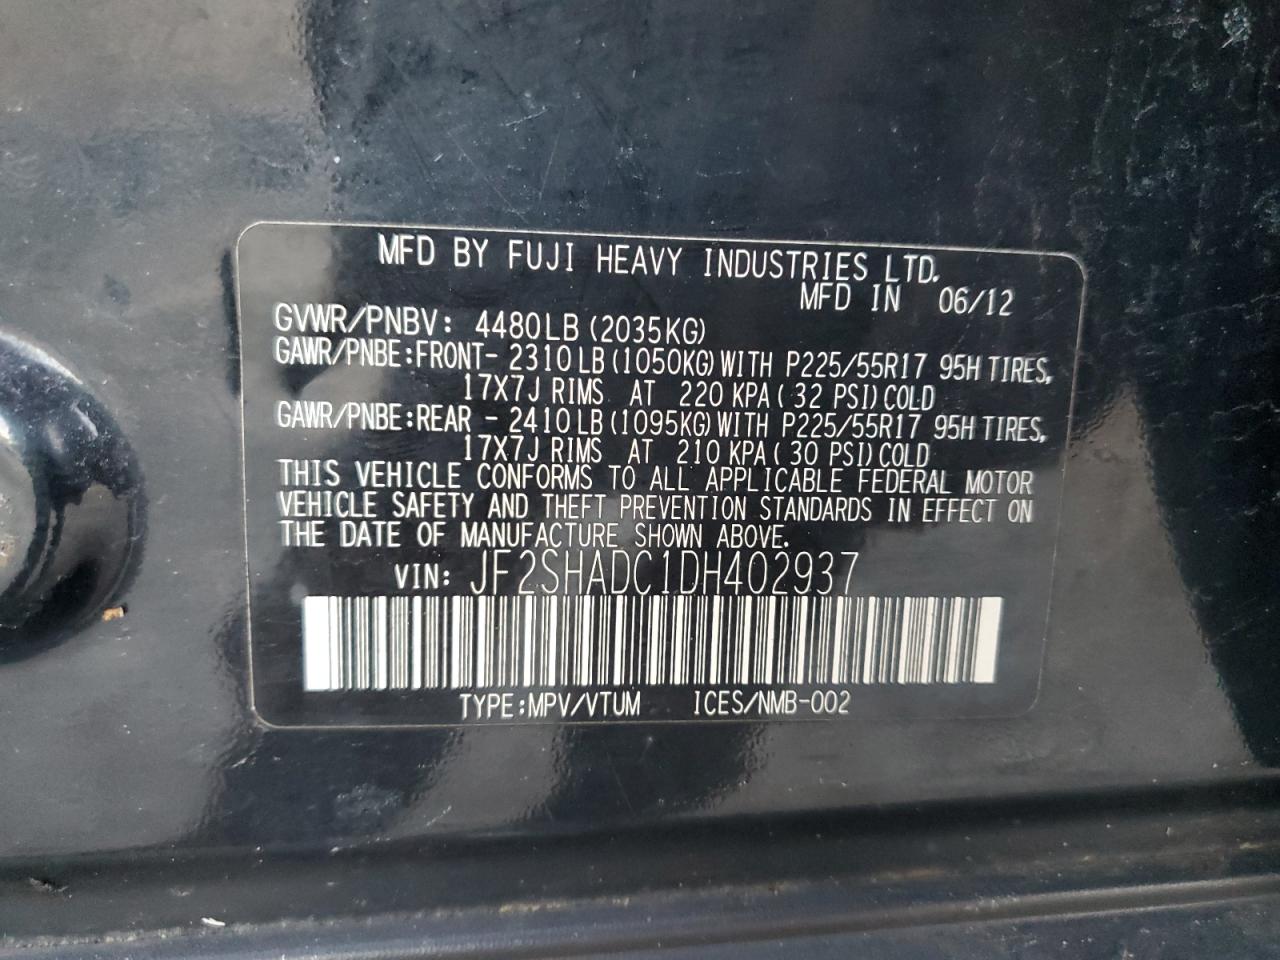 MFD BY FUJI HEAVY INDUSTRIES LTD.
MFD IN 06/12
GVWR/PNBV: 4480LB (2035KG)
GAWR/PNBE:FRONT- 2310LB (1050KG) WITH P225/55R17 95H TIRES,
17X7J RIMS AT 220 KPA ( 32 PSI) COLD
GAWR/PNBE:REAR - 2410LB (1095KG) WITH P225/55R17 95H TIRES,
17X7J RIMS AT 210 KPA ( 30 PSI) COLD
THIS VEHICLE CONFORMS TO ALL APPLICABLE FEDERAL MOTOR
VEHICLE SAFETY AND THEFT PREVENTION STANDARDS IN EFFECT ON
THE DATE OF MANUFACTURE SHOWN ABOVE.
VIN: JF2SHADC1DH402937
TYPE:MPV/VTUM ICES/NMB-002